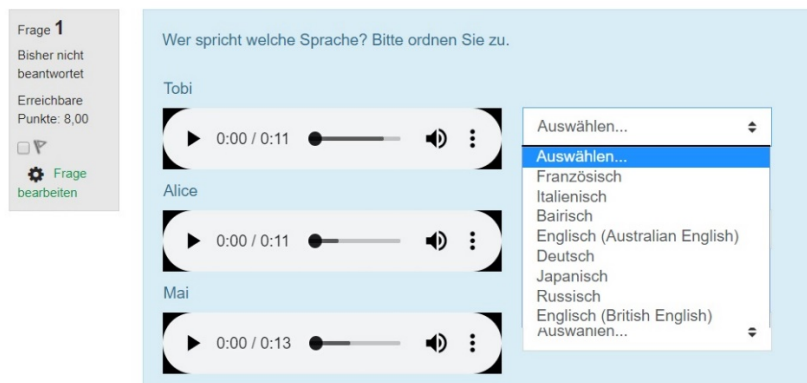 Frage 1
Bisher nicht
beantwortet
Erreichbare
Punkte: 8,00
Frage
bearbeiten
Wer spricht welche Sprache? Bitte ordnen Sie zu.
Tobi
0:00 / 0:11
Auswählen...
Auswählen...
Französisch
Italienisch
Bairisch
Englisch (Australian English)
Deutsch
Japanisch
Russisch
Englisch (British English)
Alice
0:00 / 0:11
Mai
0:00 / 0:13
Auswählen...